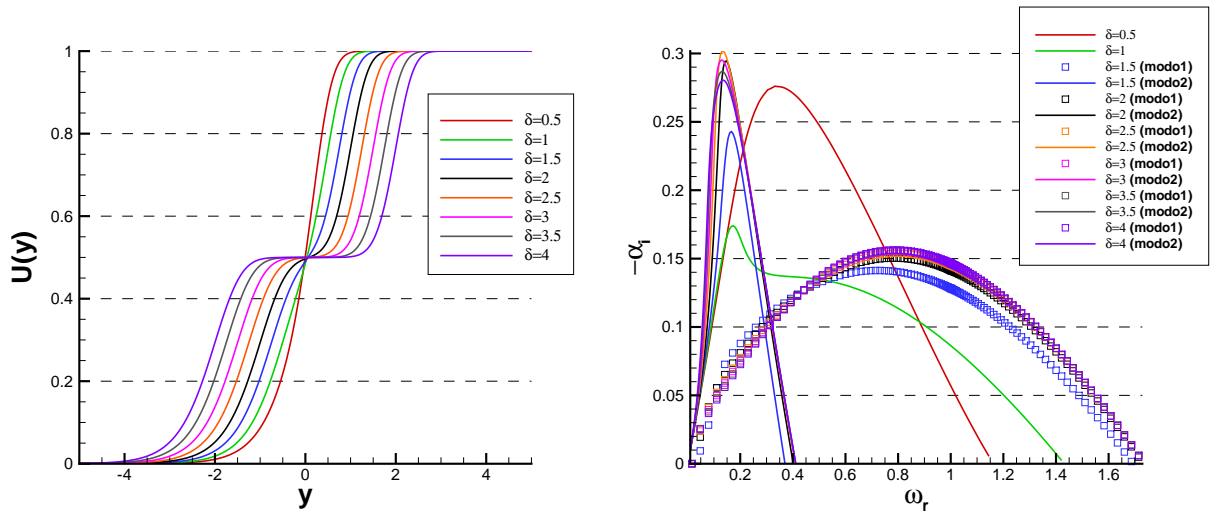 U(y)
1
0.8
0.6
0.4
0.2
0
-4
-2
0
2
4
y
δ=0.5
δ=1
δ=1.5
δ=2
δ=2.5
δ=3
δ=3.5
δ=4
-αi
0.3
0.25
0.2
0.15
0.1
0.05
0
0.2
0.4
0.6
0.8
1
1.2
1.4
1.6
ωr
δ=0.5
δ=1
δ=1.5 (modo1)
δ=1.5 (modo2)
δ=2 (modo1)
δ=2 (modo2)
δ=2.5 (modo1)
δ=2.5 (modo2)
δ=3 (modo1)
δ=3 (modo2)
δ=3.5 (modo1)
δ=3.5 (modo2)
δ=4 (modo1)
δ=4 (modo2)